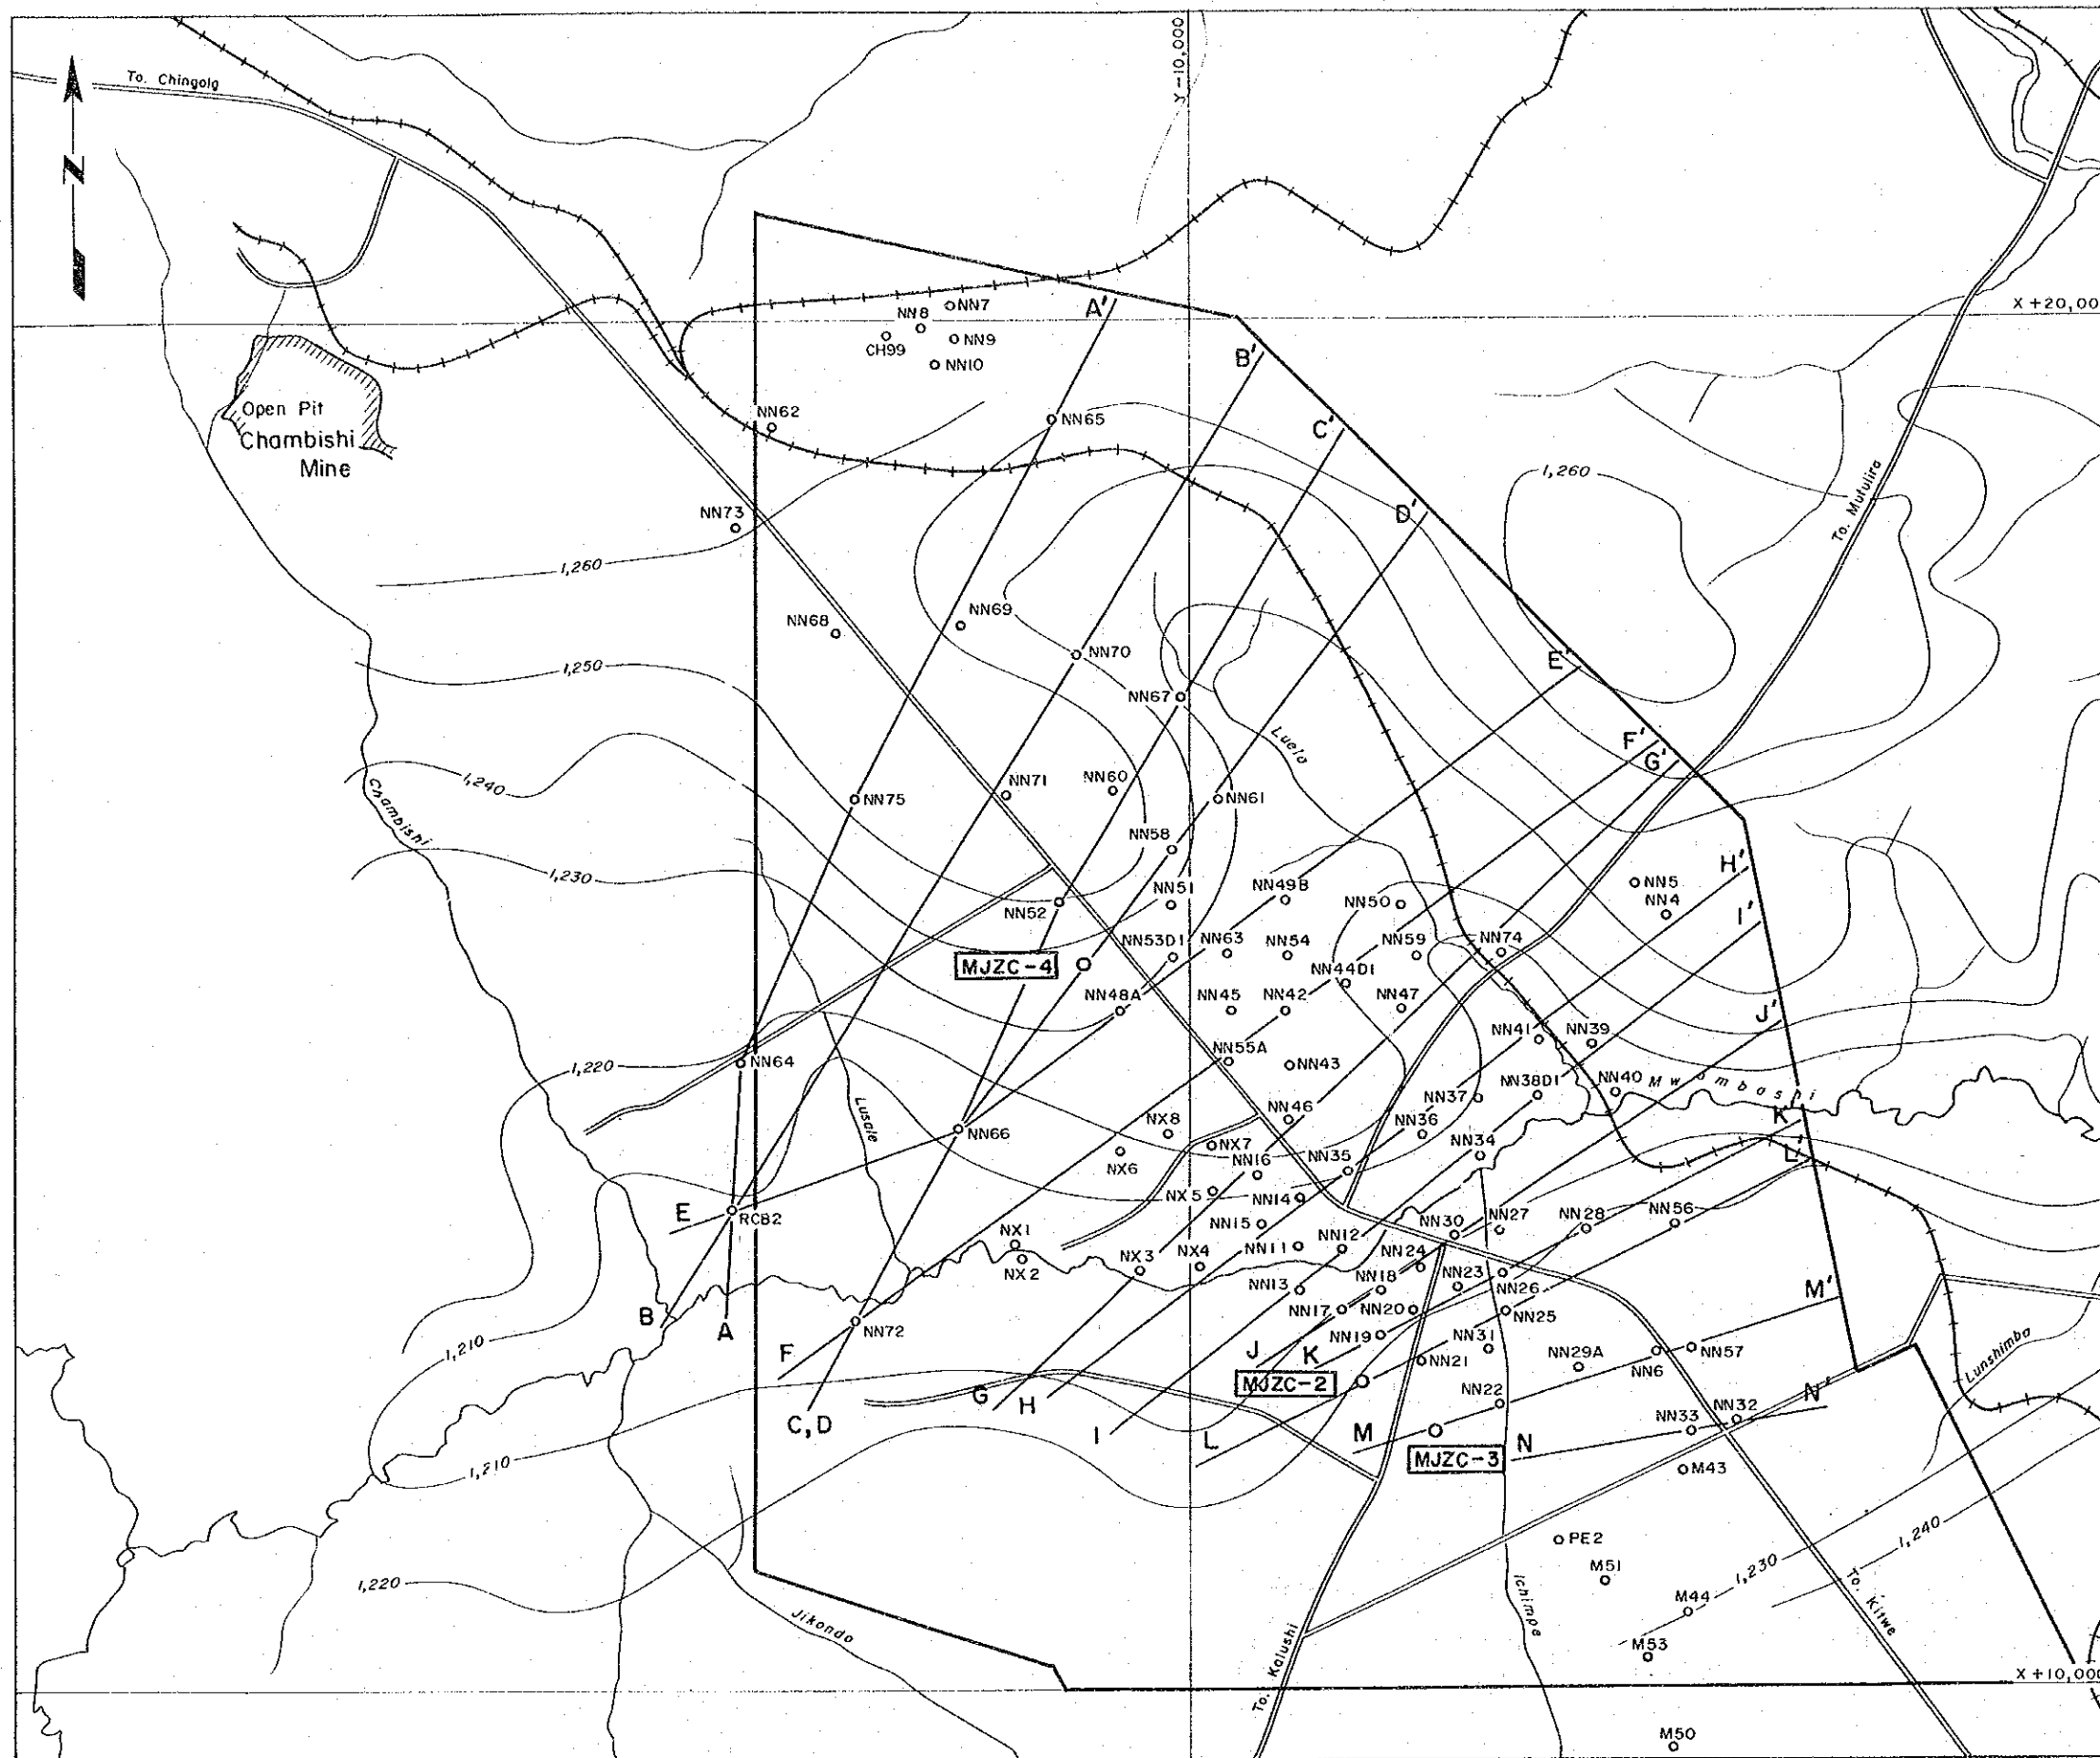 Y-10,000
To. Chingola
N
X+20,00
A'
NN7
NN8
CH99
NN9
NN10
B'
Open Pit
Chambishi
Mine
NN62
NN65
C'
1,260
To. Mufulira
D'
NN73
1,260
NN69
NN68
1,250
NN70
E'
NN67
Luela
F'
G'
1,240
NN75
NN71
NN60
NN61
Chambishi
NN58
H'
1,230
NN51
NN49B
NN5
NN4
NN52
NN50
I'
NN53D1
NN63
NN54
NN59
NN74
MJZC-4
NN44D1
NN48A
NN45
NN42
NN47
J'
NN41
NN39
NN55A
NN64
1,220
NN43
NN38D1
NN40
Mwambashi
NN37
Lusale
NN46
K'
NN66
NX8
NN36
NX7
NN34
L'
NX6
NN16
NN35
NX5
NN14
E
RCB2
NN15
NN30
NN27
NN28
NN56
NX1
NX3
NX4
NN11
NN12
NN24
NX2
NN13
NN18
NN23
NN26
M'
B
A
NN72
NN17
NN20
NN25
NN19
NN31
1,210
F
J
K
NN21
NN29A
NN6
NN57
Lunshimba
MJZC-2
NN22
N'
G
H
C,D
NN33
NN32
I
L
M
N
MJZC-3
1,210
M43
PE2
1,240
1,220
M51
1,230
Ichimpe
M44
To. Kitwe
Jikondo
M53
To. Kalushi
X+10,000
M50